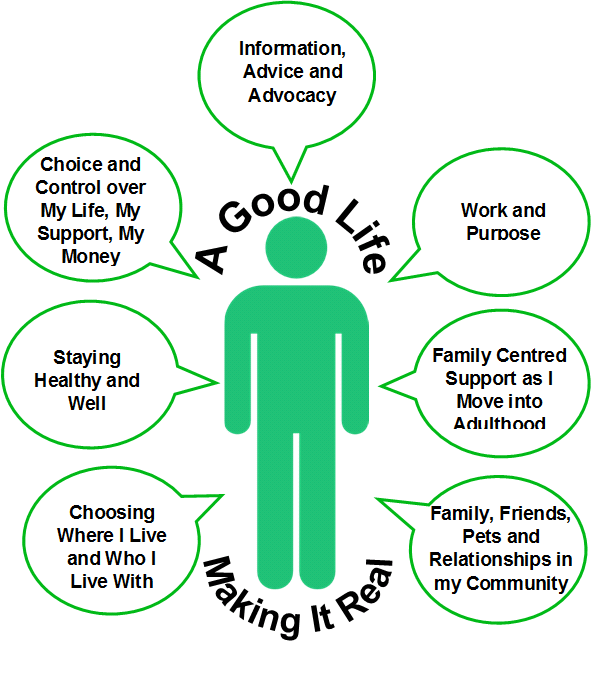 Information,
Advice and
Advocacy
Choice and
Control over
My Life, My
Support, My
Money
A Good Life
Work and
Purpose
Staying
Healthy and
Well
Family Centred
Support as I
Move into
Adulthood
Choosing
Where I Live
and Who I
Live With
Family, Friends,
Pets and
Relationships in
my Community
Making It Real